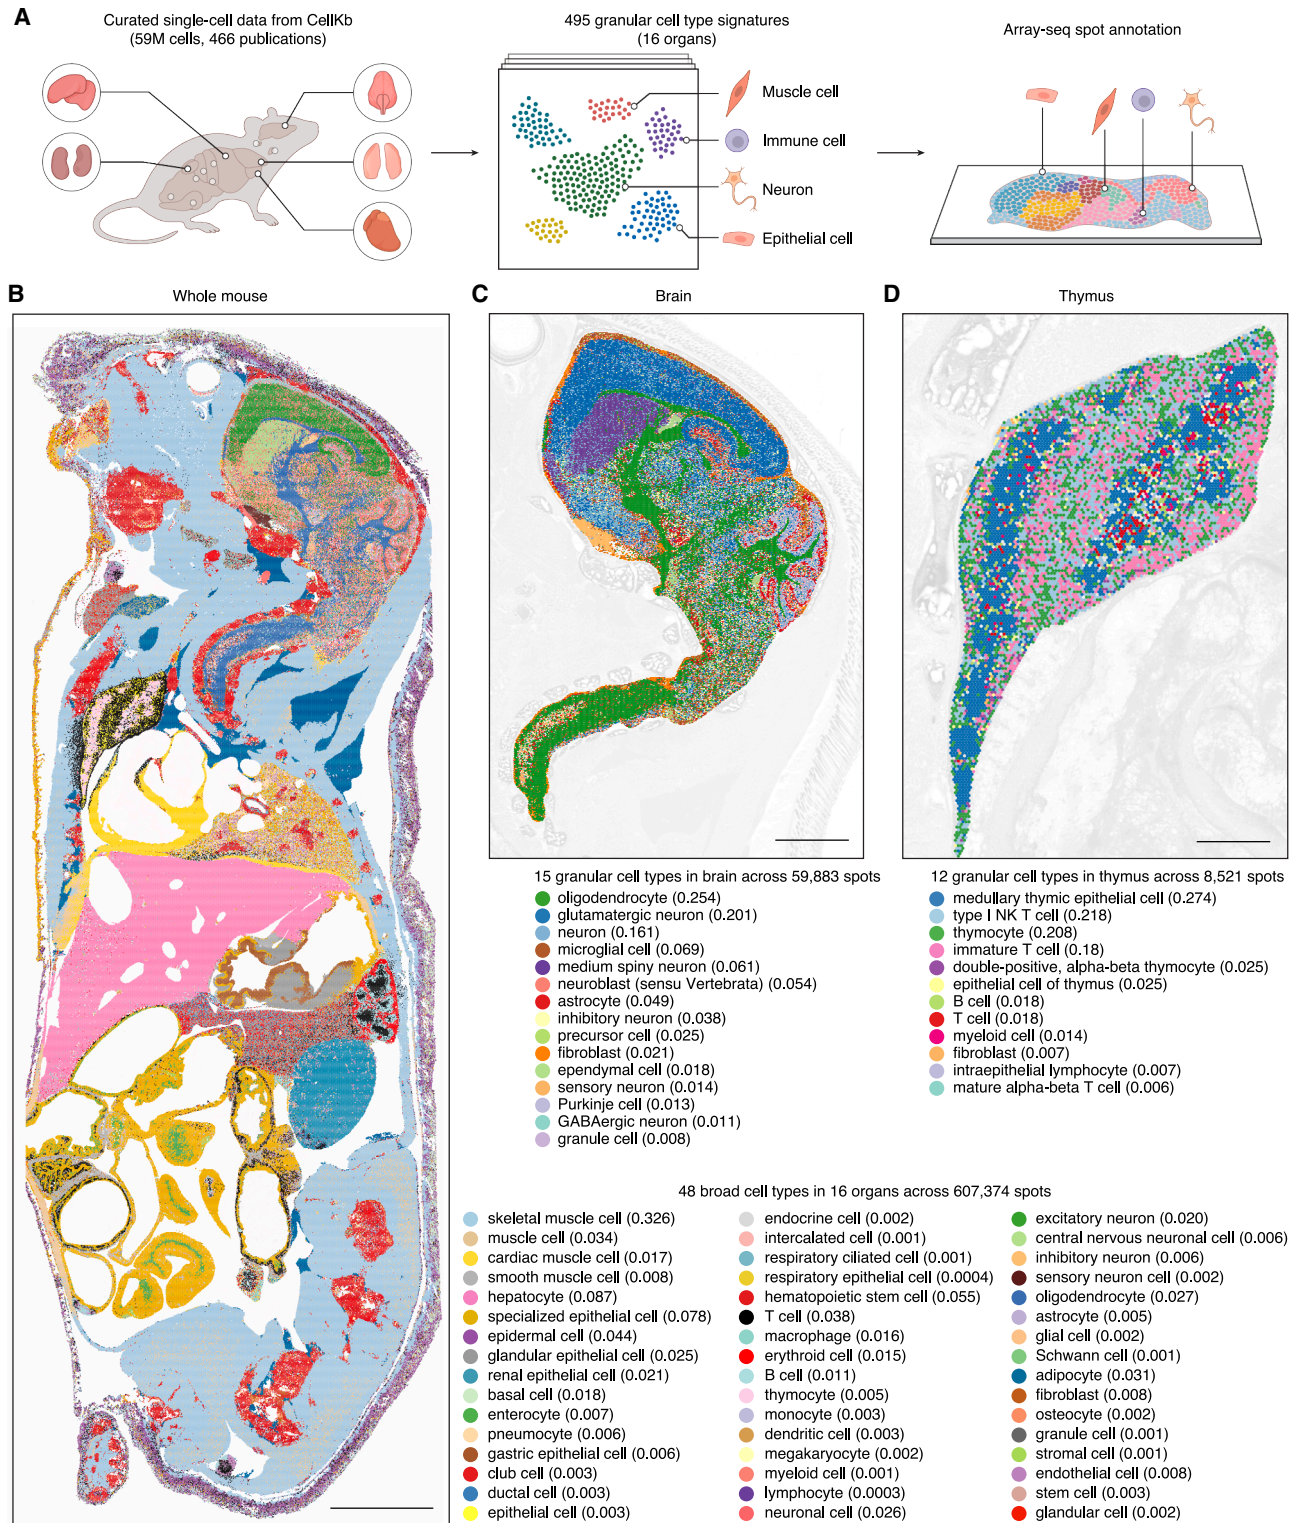 A
Curated single-cell data from CellKb
(59M cells, 466 publications)
495 granular cell type signatures
(16 organs)
Array-seq spot annotation
Muscle cell
Immune cell
Neuron
Epithelial cell
B
Whole mouse
C
Brain
D
Thymus
15 granular cell types in brain across 59,883 spots
oligodendrocyte (0.254)
glutamatergic neuron (0.201)
neuron (0.161)
microglial cell (0.069)
medium spiny neuron (0.061)
neuroblast (sensu Vertebrata) (0.054)
astrocyte (0.049)
inhibitory neuron (0.038)
precursor cell (0.025)
fibroblast (0.021)
ependymal cell (0.018)
sensory neuron (0.014)
Purkinje cell (0.013)
GABAergic neuron (0.011)
granule cell (0.008)
12 granular cell types in thymus across 8,521 spots
medullary thymic epithelial cell (0.274)
type I NK T cell (0.218)
thymocyte (0.208)
immature T cell (0.18)
double-positive, alpha-beta thymocyte (0.025)
epithelial cell of thymus (0.025)
B cell (0.018)
T cell (0.018)
myeloid cell (0.014)
fibroblast (0.007)
intraepithelial lymphocyte (0.007)
mature alpha-beta T cell (0.006)
48 broad cell types in 16 organs across 607,374 spots
skeletal muscle cell (0.326)
muscle cell (0.034)
cardiac muscle cell (0.017)
smooth muscle cell (0.008)
hepatocyte (0.087)
specialized epithelial cell (0.078)
epidermal cell (0.044)
glandular epithelial cell (0.025)
renal epithelial cell (0.021)
basal cell (0.018)
enterocyte (0.007)
pneumocyte (0.006)
gastric epithelial cell (0.006)
club cell (0.003)
ductal cell (0.003)
epithelial cell (0.003)
endocrine cell (0.002)
intercalated cell (0.001)
respiratory ciliated cell (0.001)
respiratory epithelial cell (0.0004)
hematopoietic stem cell (0.055)
T cell (0.038)
macrophage (0.016)
erythroid cell (0.015)
B cell (0.011)
thymocyte (0.005)
monocyte (0.003)
dendritic cell (0.003)
megakaryocyte (0.002)
myeloid cell (0.001)
lymphocyte (0.0003)
neuronal cell (0.026)
excitatory neuron (0.020)
central nervous neuronal cell (0.006)
inhibitory neuron (0.006)
sensory neuron cell (0.002)
oligodendrocyte (0.027)
astrocyte (0.005)
glial cell (0.002)
Schwann cell (0.001)
adipocyte (0.031)
fibroblast (0.008)
osteocyte (0.002)
granule cell (0.001)
stromal cell (0.001)
endothelial cell (0.008)
stem cell (0.003)
glandular cell (0.002)